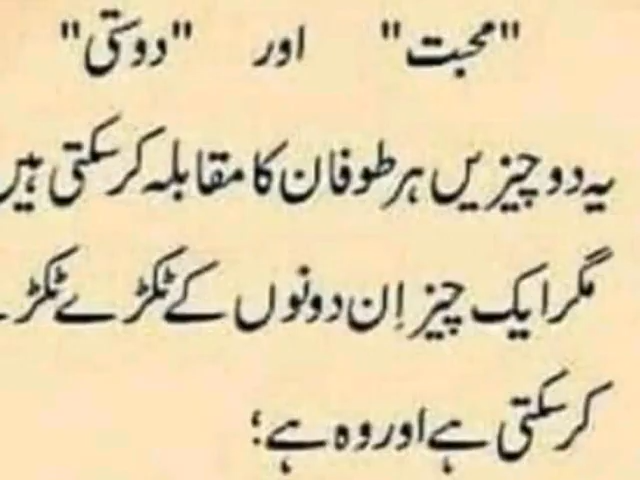 "محبت" اور "دوستی"
یہ دو چیزیں ہر طوفان کا مقابلہ کر سکتی ہیں
مگر ایک چیز اِن دونوں کے ٹکڑے ٹکڑے
کر سکتی ہے اور وہ ہے؛